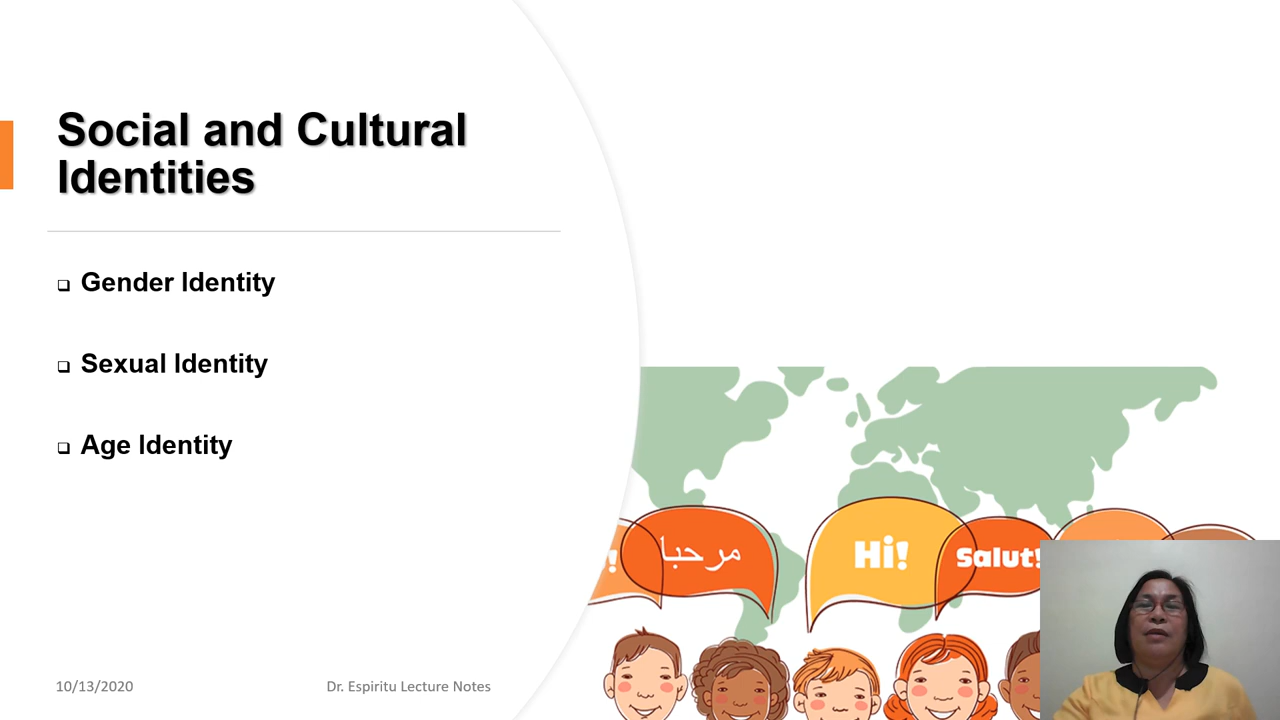 Social and Cultural
Identities
Gender Identity
Sexual Identity
Age Identity
!
مرحبا
Hi!
Salut!
10/13/2020
Dr. Espiritu Lecture Notes